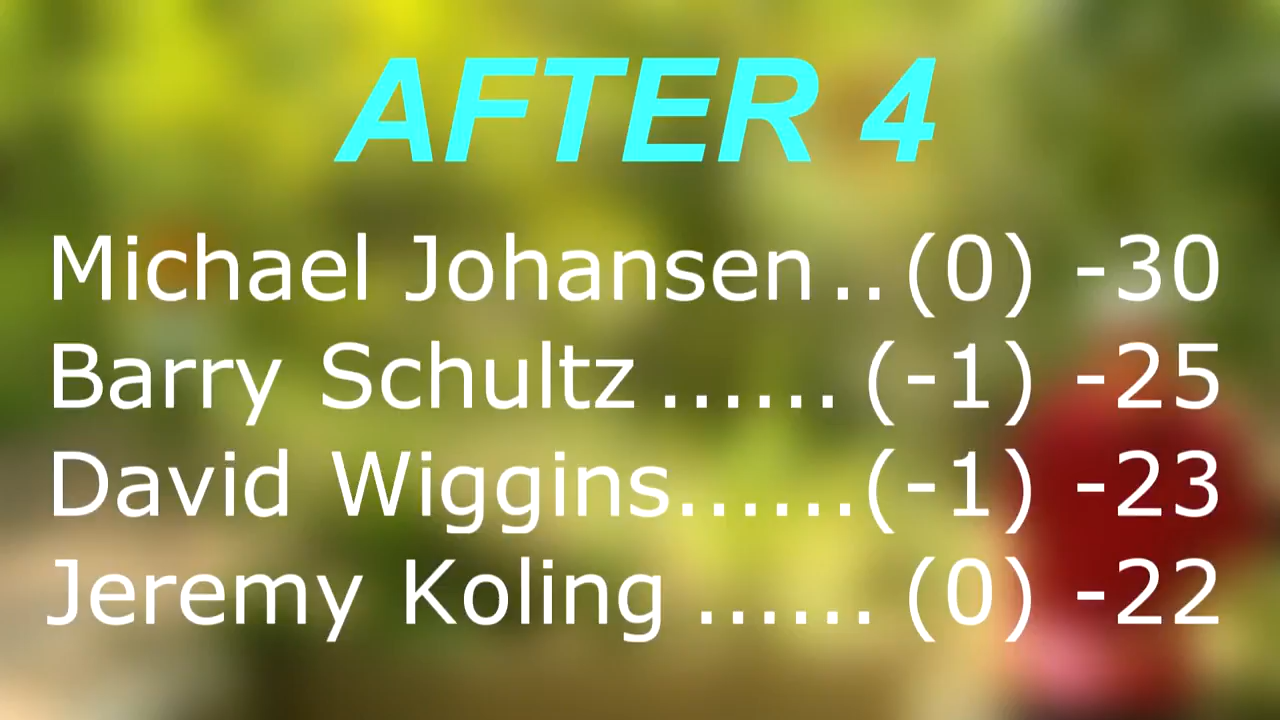 AFTER 4
Michael Johansen ..(0) -30
Barry Schultz ...... (-1) -25
David Wiggins......(-1) -23
Jeremy Koling ...... (0) -22